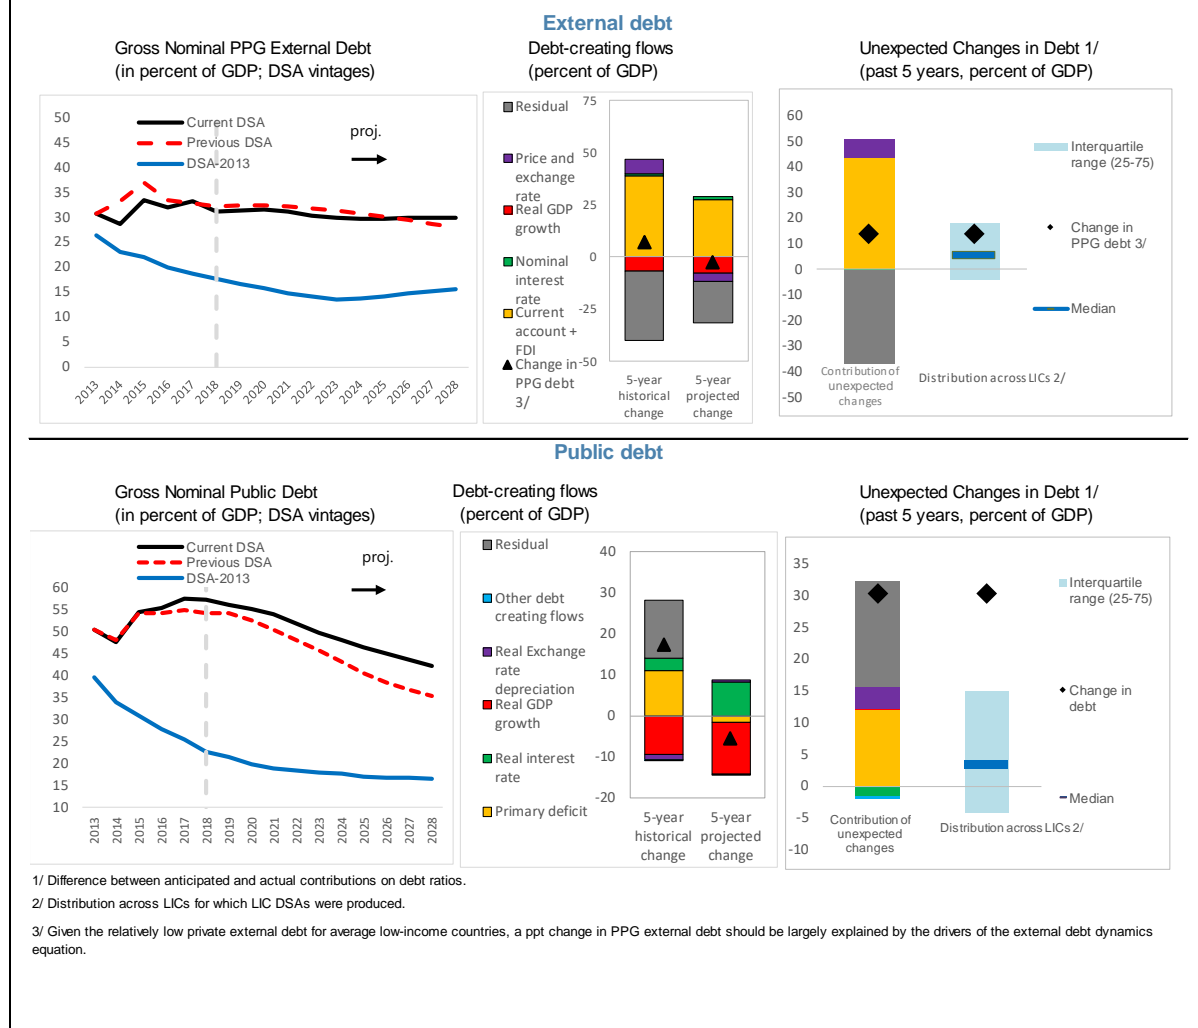 External debt
Gross Nominal PPG External Debt
(in percent of GDP; DSA vintages)
Debt-creating flows
(percent of GDP)
Unexpected Changes in Debt 1/
(past 5 years, percent of GDP)
50
45
40
35
30
25
20
15
10
5
0
Current DSA
Previous DSA
DSA-2013
proj.
2013
2014
2015
2016
2017
2018
2019
2020
2021
2022
2023
2024
2025
2026
2027
2028
Residual
Price and
exchange
rate
Real GDP
growth
Nominal
interest
rate
Current
account +
FDI
Change in
PPG debt
3/
75
50
25
0
-25
-50
5-year
historical
change
5-year
projected
change
60
50
40
30
20
10
0
-10
-20
-30
-40
-50
Contribution of
unexpected
changes
Distribution across LICs 2/
Interquartile
range (25-75)
Change in
PPG debt 3/
Median
Public debt
Gross Nominal Public Debt
(in percent of GDP; DSA vintages)
Debt-creating flows
(percent of GDP)
Unexpected Changes in Debt 1/
(past 5 years, percent of GDP)
Current DSA
Previous DSA
DSA-2013
proj.
60
55
50
45
40
35
30
25
20
15
10
2013
2014
2015
2016
2017
2018
2019
2020
2021
2022
2023
2024
2025
2026
2027
2028
Residual
Other debt
creating flows
Real Exchange
rate
depreciation
Real GDP
growth
Real interest
rate
Primary deficit
40
30
20
10
0
-10
-20
5-year
historical
change
5-year
projected
change
35
30
25
20
15
10
5
0
-5
-10
Contribution of
unexpected
changes
Distribution across LICs 2/
Interquartile
range (25-75)
Change in
debt
Median
1/ Difference between anticipated and actual contributions on debt ratios.
2/ Distribution across LICs for which LIC DSAs were produced.
3/ Given the relatively low private external debt for average low-income countries, a ppt change in PPG external debt should be largely explained by the drivers of the external debt dynamics
equation.